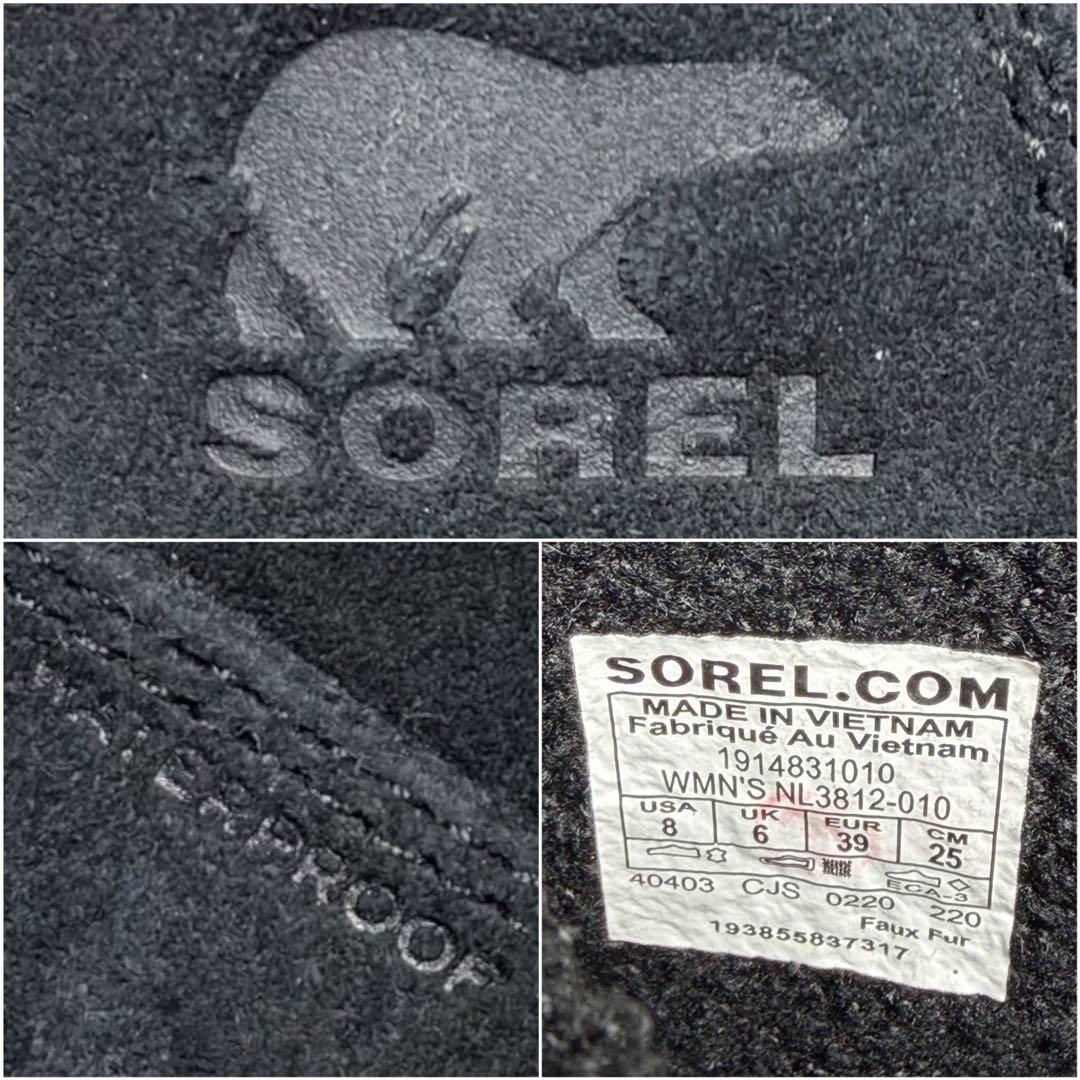 SOREL
WATERPROOF
SOREL.COM
MADE IN VIETNAM
Fabriqué Au Vietnam
1914831010
WMN'S NL3812-010
USA UK EUR CM
8 6 39 25
ECA-3
40403 CJS 0220 220
Faux Fur
193855837317